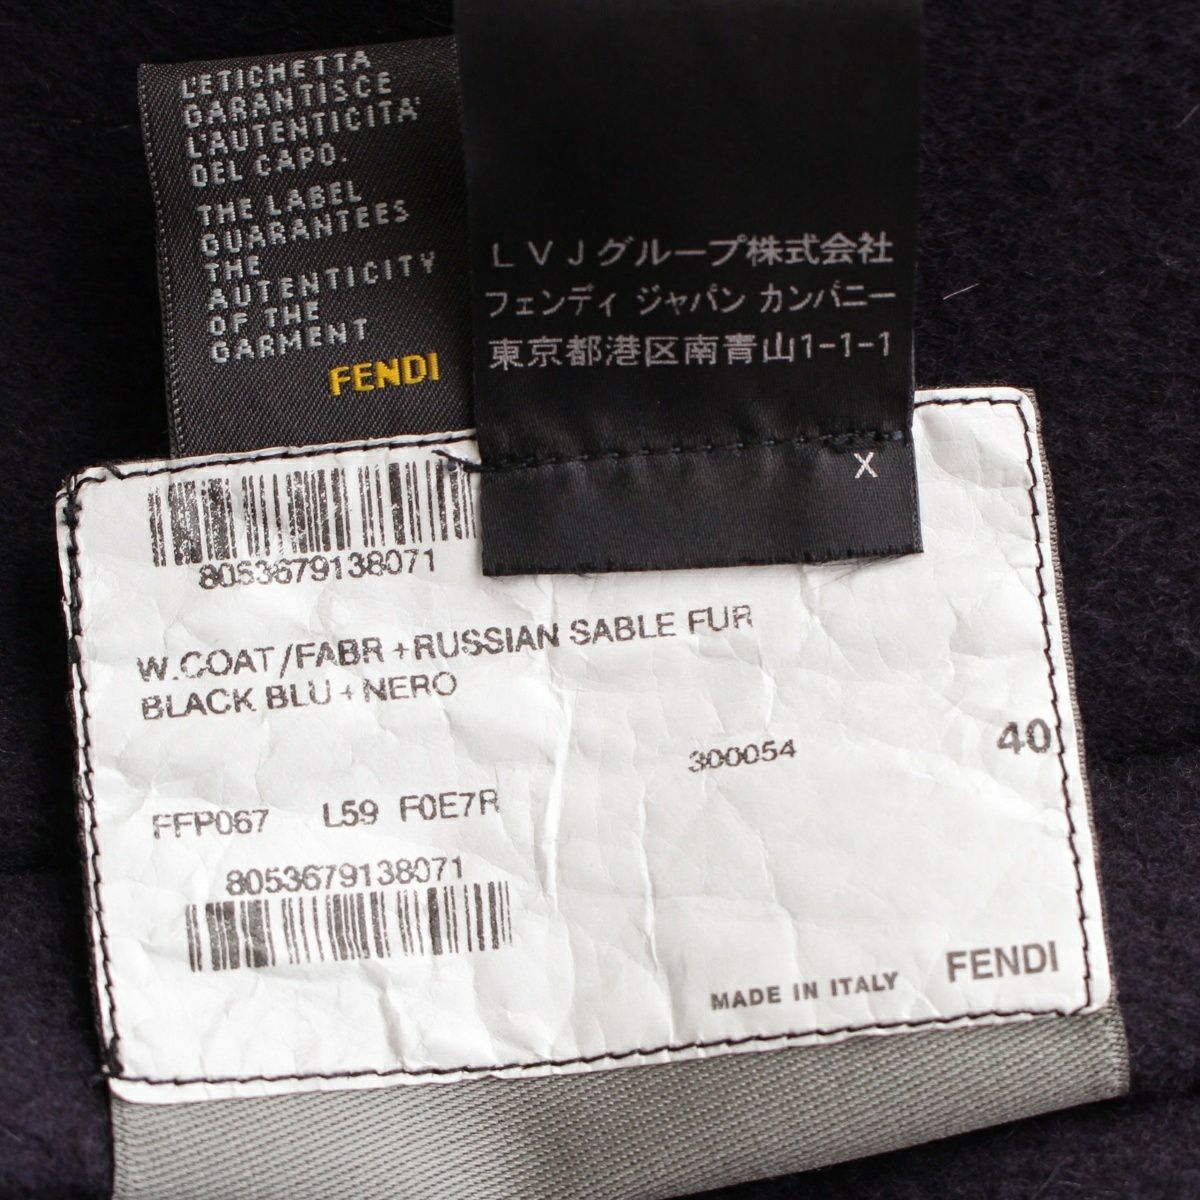 L'ETICHETTA
GARANTISCE
L'AUTENTICITA'
DEL CAPO.
THE LABEL
GUARANTEES
THE
AUTENTICITY
OF THE
GARMENT
FENDI
LVJグループ株式会社
フェンディ ジャパン カンパニー
東京都港区南青山1-1-1
X
8053679138071
W.COAT/FABR+RUSSIAN SABLE FUR
BLACK BLU+NERO
300054
40
FFP067 L59 F0E7R
8053679138071
MADE IN ITALY FENDI